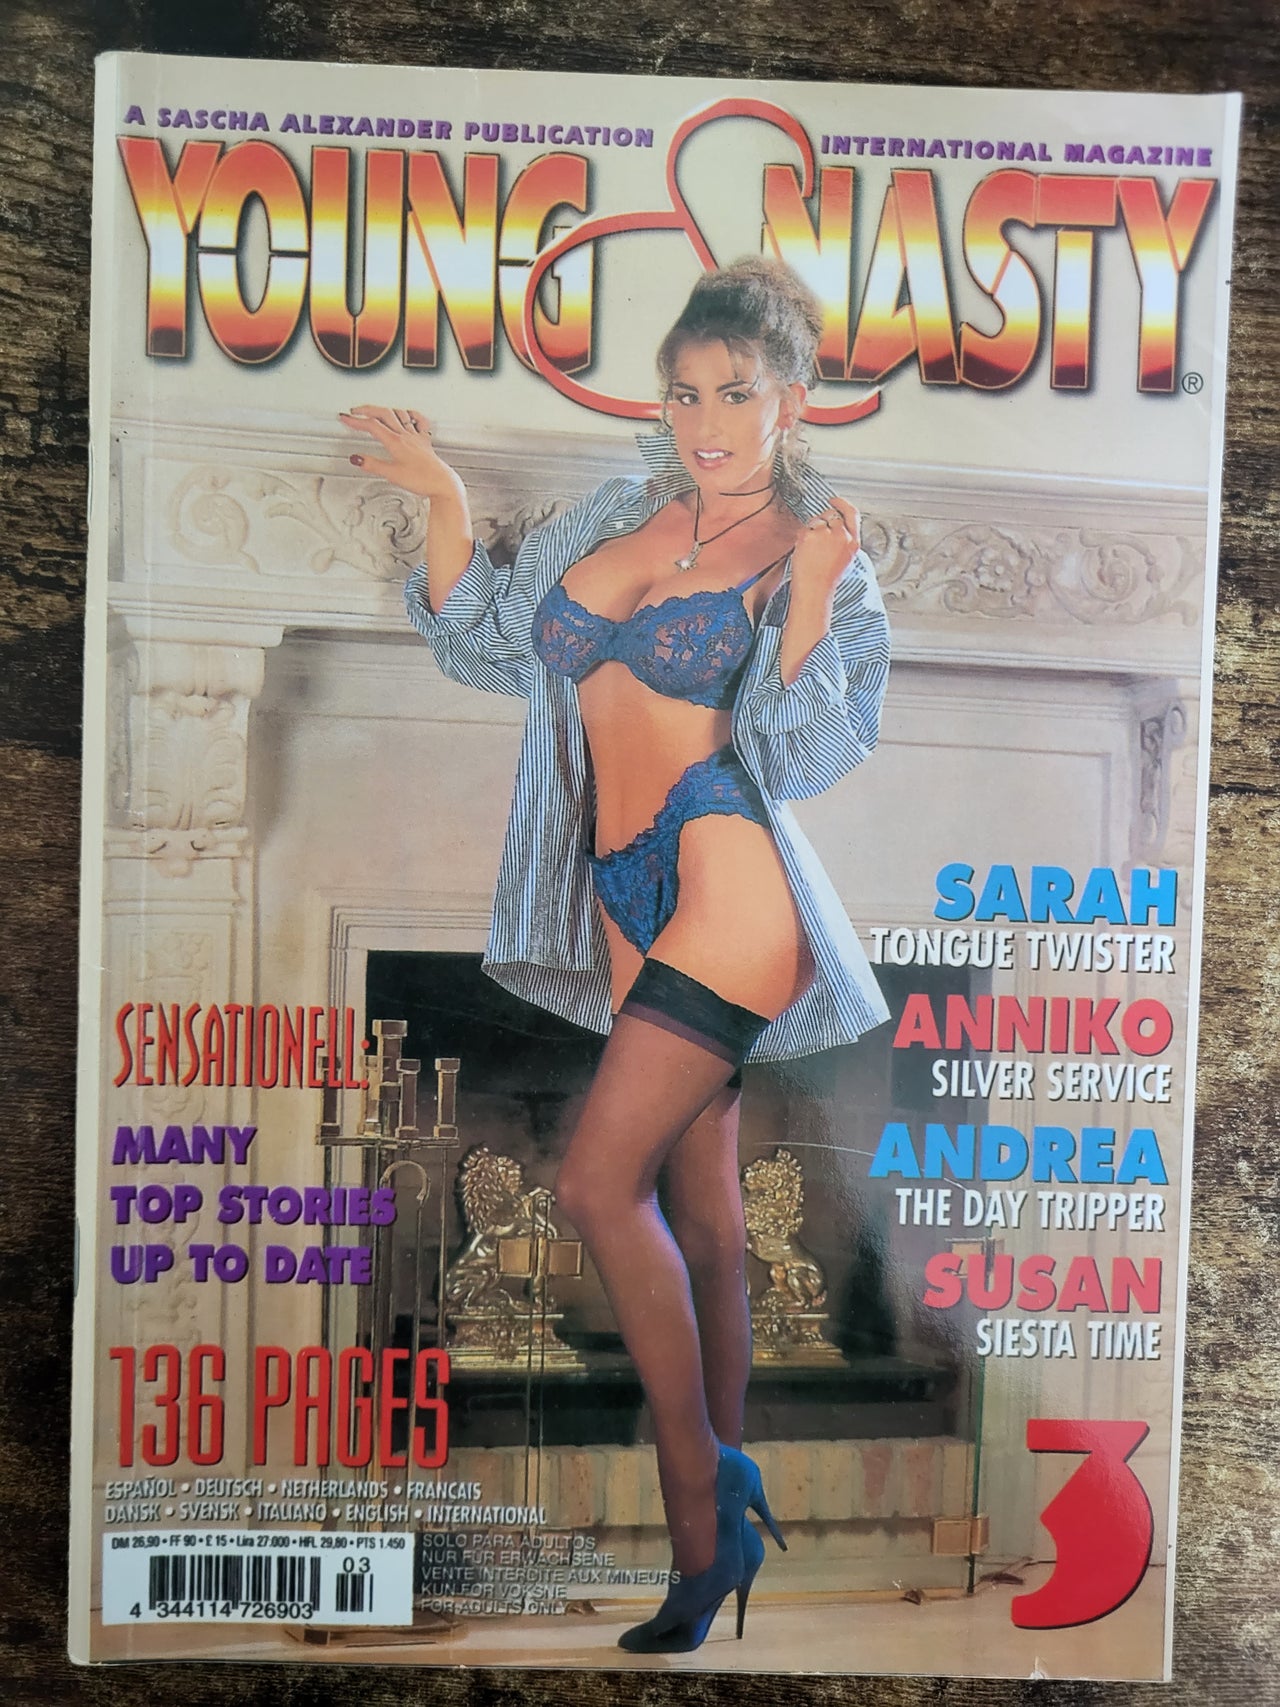 A SASCHA ALEXANDER PUBLICATION
INTERNATIONAL MAGAZINE
YOUNG & NASTY®
SARAH
TONGUE TWISTER
ANNIKO
SILVER SERVICE
ANDREA
THE DAY TRIPPER
SUSAN
SIESTA TIME
SENSATIONELL:
MANY
TOP STORIES
UP TO DATE
136 PAGES
ESPAÑOL • DEUTSCH • NETHERLANDS • FRANCAIS
DANSK • SVENSK • ITALIANO • ENGLISH • INTERNATIONAL
DM 26,90 • FF 90 • £ 15 • Lira 27.000 • HFL 29,80 • PTS 1.450
03
4 344114 726903
SOLO PARA ADULTOS
NUR FÜR ERWACHSENE
VENTE INTERDITE AUX MINEURS
KUN FOR VOKSNE
FOR ADULTS ONLY
3